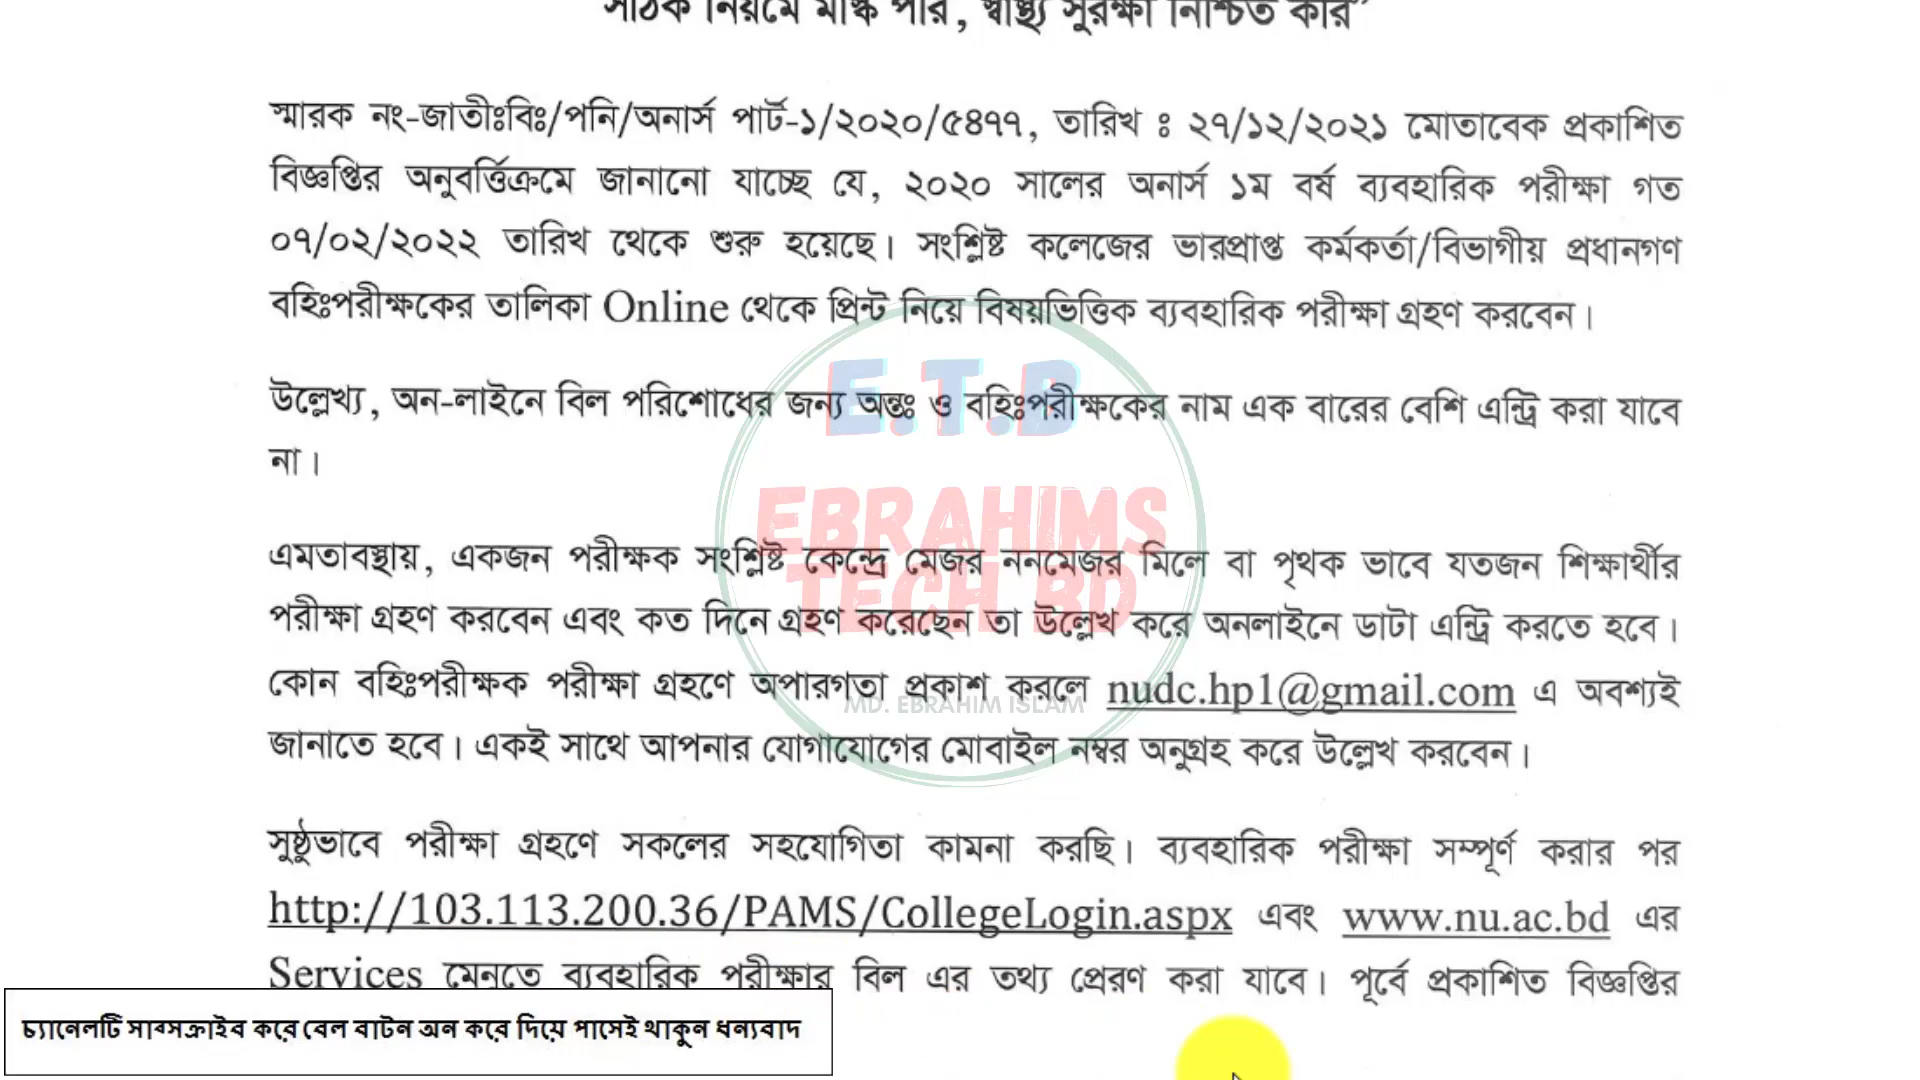 সঠিক নিয়মে মাস্ক পরি, স্বাস্থ্য সুরক্ষা নিশ্চিত করি”
স্মারক নং-জাতীঃবিঃ/পনি/অনার্স পার্ট-১/২০২০/৫৪৭৭, তারিখ ঃ ২৭/১২/২০২১ মোতাবেক প্রকাশিত
বিজ্ঞপ্তির অনুবর্ত্তিক্রমে জানানো যাচ্ছে যে, ২০২০ সালের অনার্স ১ম বর্ষ ব্যবহারিক পরীক্ষা গত
০৭/০২/২০২২ তারিখ থেকে শুরু হয়েছে। সংশ্লিষ্ট কলেজের ভারপ্রাপ্ত কর্মকর্তা/বিভাগীয় প্রধানগণ
বহিঃপরীক্ষকের তালিকা Online থেকে প্রিন্ট নিয়ে বিষয়ভিত্তিক ব্যবহারিক পরীক্ষা গ্রহণ করবেন।
উল্লেখ্য, অন-লাইনে বিল পরিশোধের জন্য অন্তঃ ও বহিঃপরীক্ষকের নাম এক বারের বেশি এন্ট্রি করা যাবে
না।
E.T.B
EBRAHIMS
TECH BD
MD. EBRAHIM ISLAM
এমতাবস্থায়, একজন পরীক্ষক সংশ্লিষ্ট কেন্দ্রে মেজর ননমেজর মিলে বা পৃথক ভাবে যতজন শিক্ষার্থীর
পরীক্ষা গ্রহণ করবেন এবং কত দিনে গ্রহণ করেছেন তা উল্লেখ করে অনলাইনে ডাটা এন্ট্রি করতে হবে।
কোন বহিঃপরীক্ষক পরীক্ষা গ্রহণে অপারগতা প্রকাশ করলে nudc.hp1@gmail.com এ অবশ্যই
জানাতে হবে। একই সাথে আপনার যোগাযোগের মোবাইল নম্বর অনুগ্রহ করে উল্লেখ করবেন।
সুষ্ঠুভাবে পরীক্ষা গ্রহণে সকলের সহযোগিতা কামনা করছি। ব্যবহারিক পরীক্ষা সম্পূর্ণ করার পর
http://103.113.200.36/PAMS/CollegeLogin.aspx এবং www.nu.ac.bd এর
Services মেনুতে ব্যবহারিক পরীক্ষার বিল এর তথ্য প্রেরণ করা যাবে। পূর্বে প্রকাশিত বিজ্ঞপ্তির
চ্যানেলটি সাবসক্রাইব করে বেল বাটন অন করে দিয়ে পাসেই থাকুন ধন্যবাদ